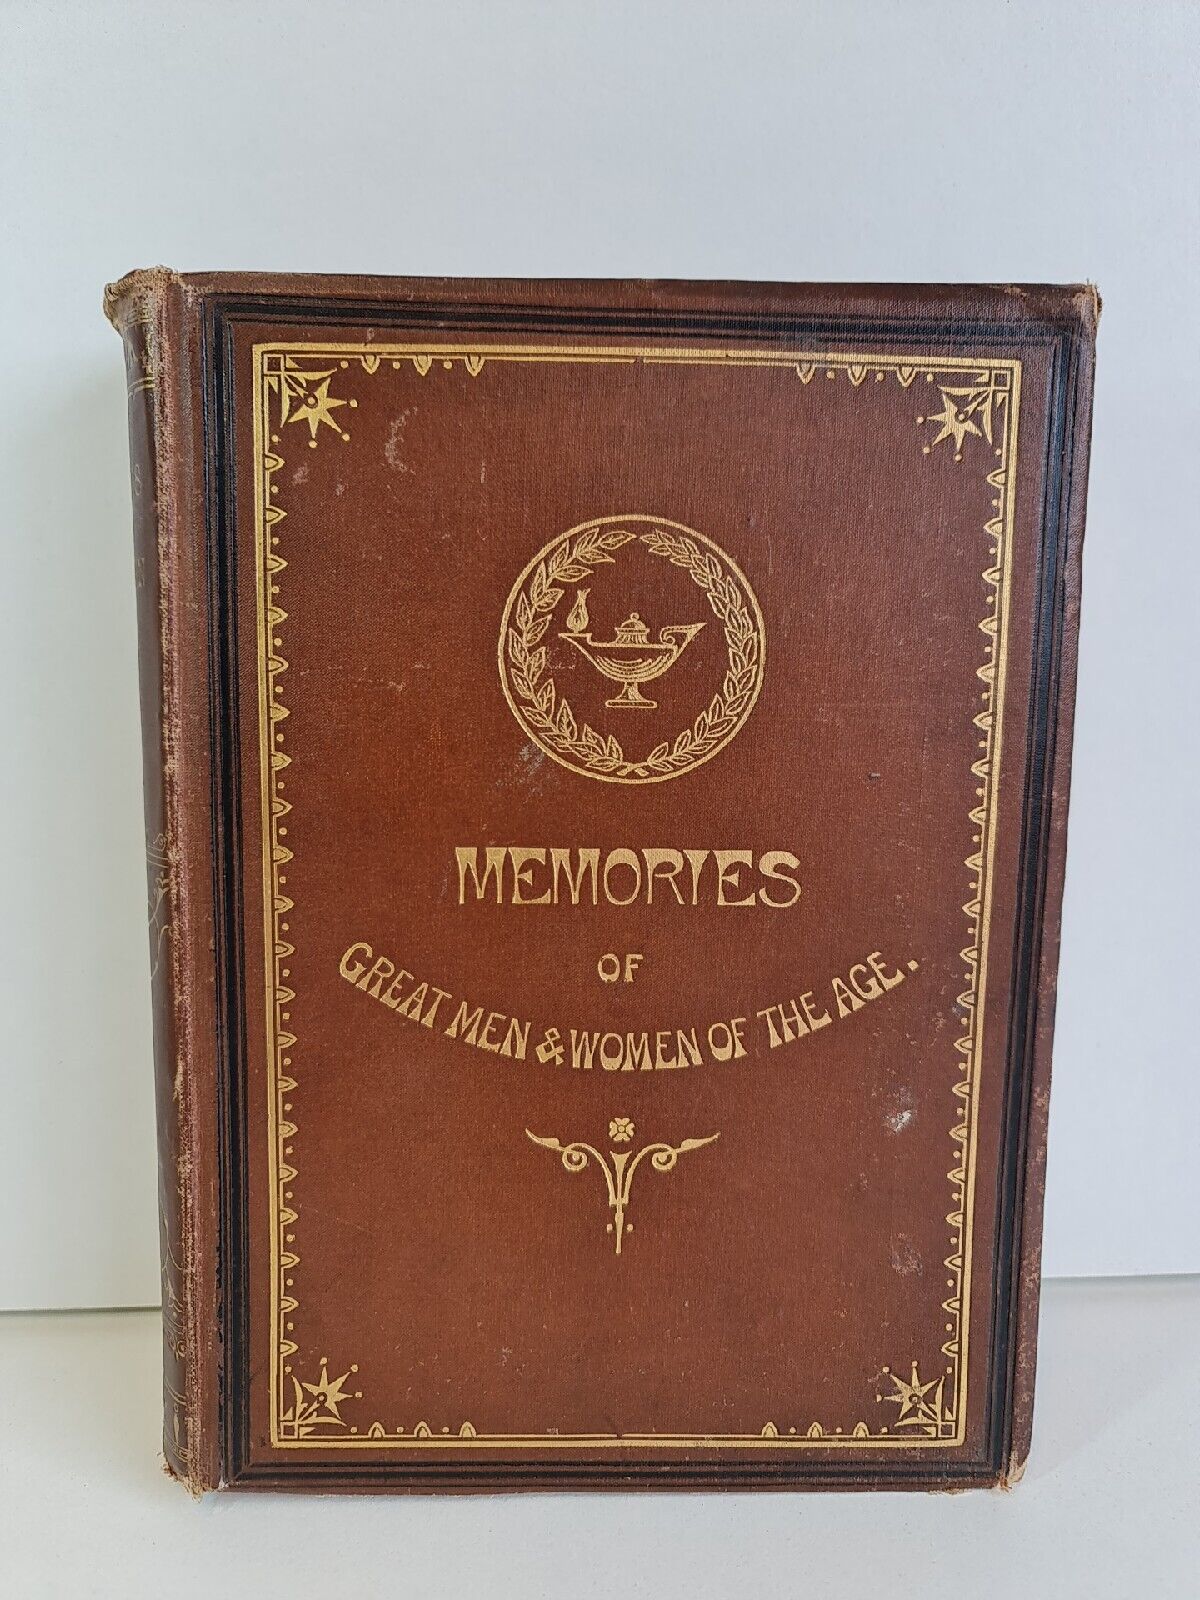 MEMORIES
OF
GREAT MEN & WOMEN OF THE AGE.
&